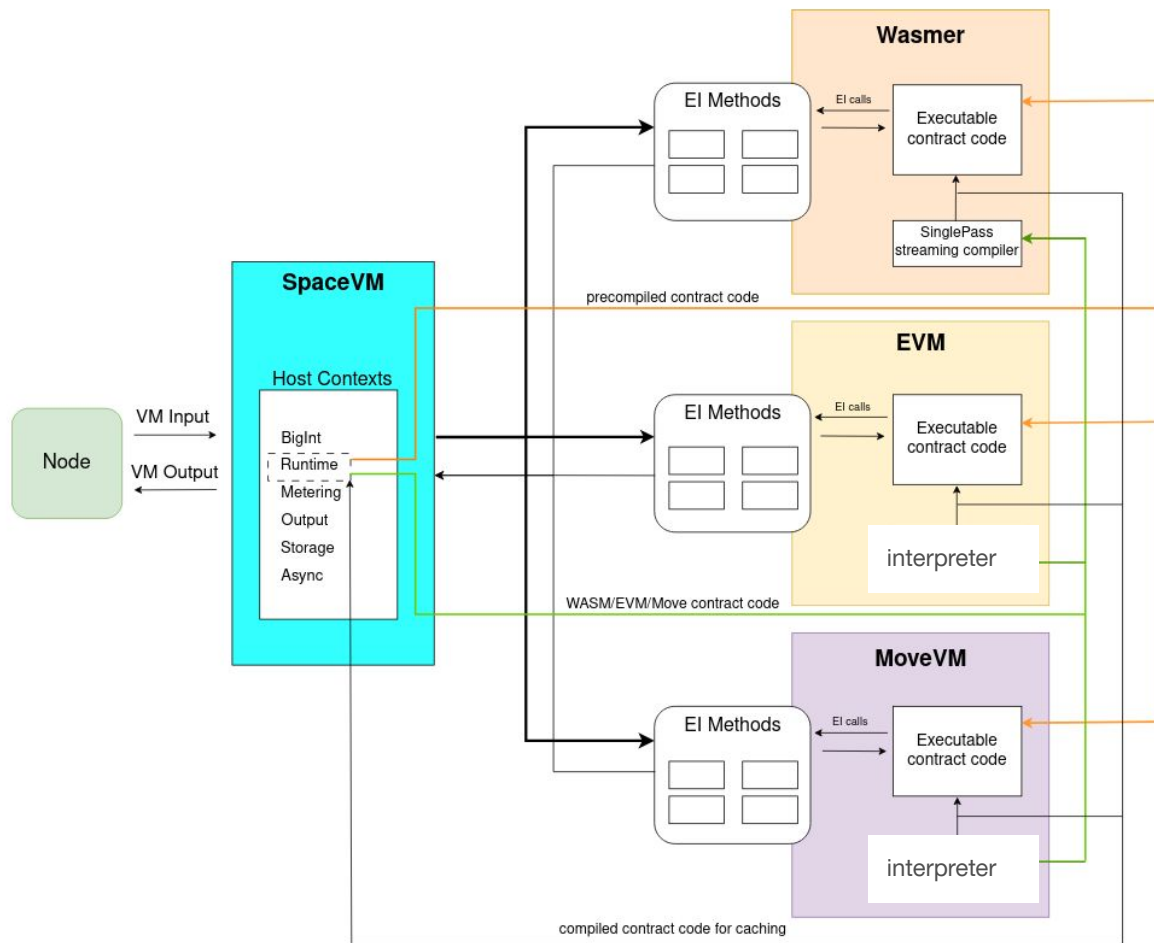 Wasmer
EI Methods
EI calls
Executable
contract code
SinglePass
streaming compiler
SpaceVM
precompiled contract code
EVM
Host Contexts
EI Methods
EI calls
Executable
contract code
VM Input
Node
VM Output
BigInt
Runtime
Metering
Output
Storage
Async
interpreter
WASM/EVM/Move contract code
MoveVM
EI Methods
EI calls
Executable
contract code
interpreter
compiled contract code for caching